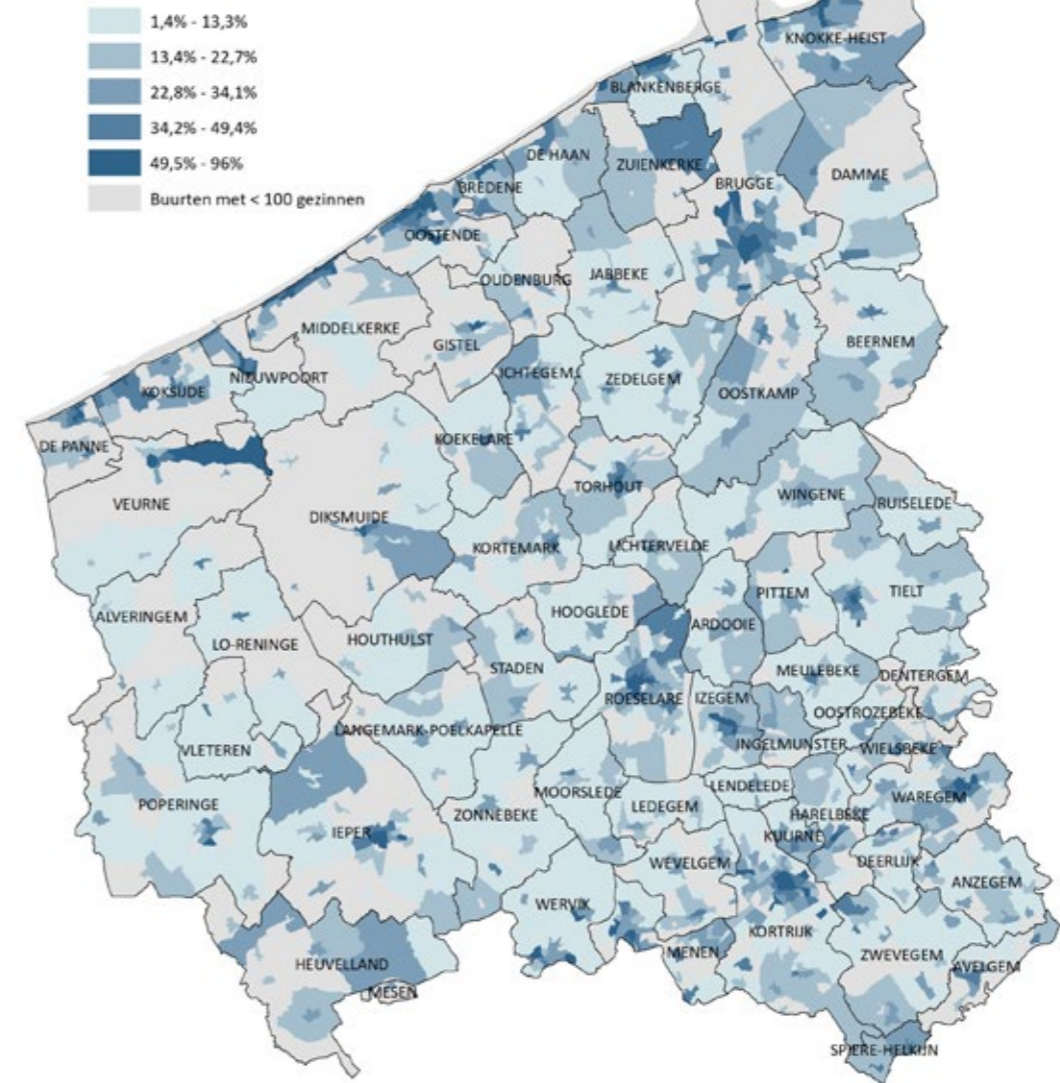 1,4% - 13,3%
13,4% - 22,7%
22,8% - 34,1%
34,2% - 49,4%
49,5% - 96%
Buurten met < 100 gezinnen
KNOKKE-HEIST
BLANKENBERGE
DE HAAN
ZUIENKERKE
BRUGGE
DAMME
BREDENE
OOSTENDE
OUDENBURG
JABBEKE
MIDDELKERKE
GISTEL
BEERNEM
NIEUWPOORT
ICHTEGEM
ZEDELGEM
OOSTKAMP
KOKSIJDE
DE PANNE
KOEKELARE
TORHOUT
WINGENE
RUISELEDE
VEURNE
DIKSMUIDE
KORTEMARK
LICHTERVELDE
ALVERINGEM
LO-RENINGE
HOUTHULST
HOOGLEDE
ARDOOIE
PITTEM
TIELT
STADEN
MEULEBEKE
DENTERGEM
ROESELARE
IZEGEM
OOSTROZEBEKE
LANGEMARK-POELKAPELLE
INGELMUNSTER
WIELSBEKE
VLETEREN
POPERINGE
IEPER
ZONNEBEKE
MOORSLEDE
LEDEGEM
LENDELEDE
HARELBEKE
WAREGEM
KUURNE
WEVELGEM
DEERLIJK
ANZEGEM
WERVIK
KORTRIJK
MENEN
ZWEVEGEM
AVELGEM
HEUVELLAND
MESEN
SPIERE-HELKIJN